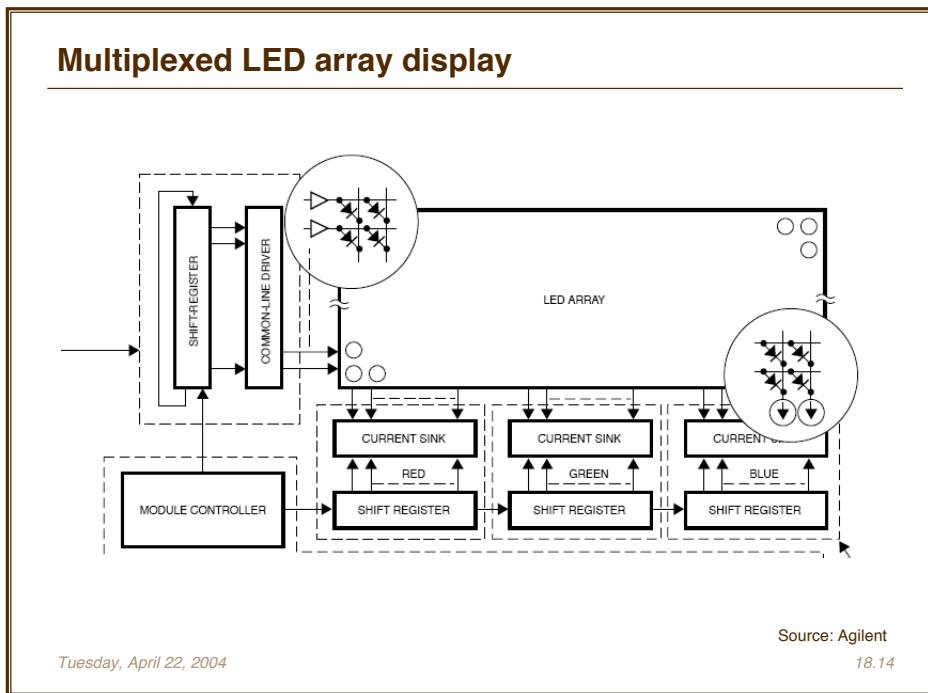 Multiplexed LED array display
SHIFT-REGISTER
COMMON-LINE DRIVER
LED ARRAY
CURRENT SINK
CURRENT SINK
RED
GREEN
BLUE
MODULE CONTROLLER
SHIFT REGISTER
SHIFT REGISTER
SHIFT REGISTER
Source: Agilent
Tuesday, April 22, 2004
18.14